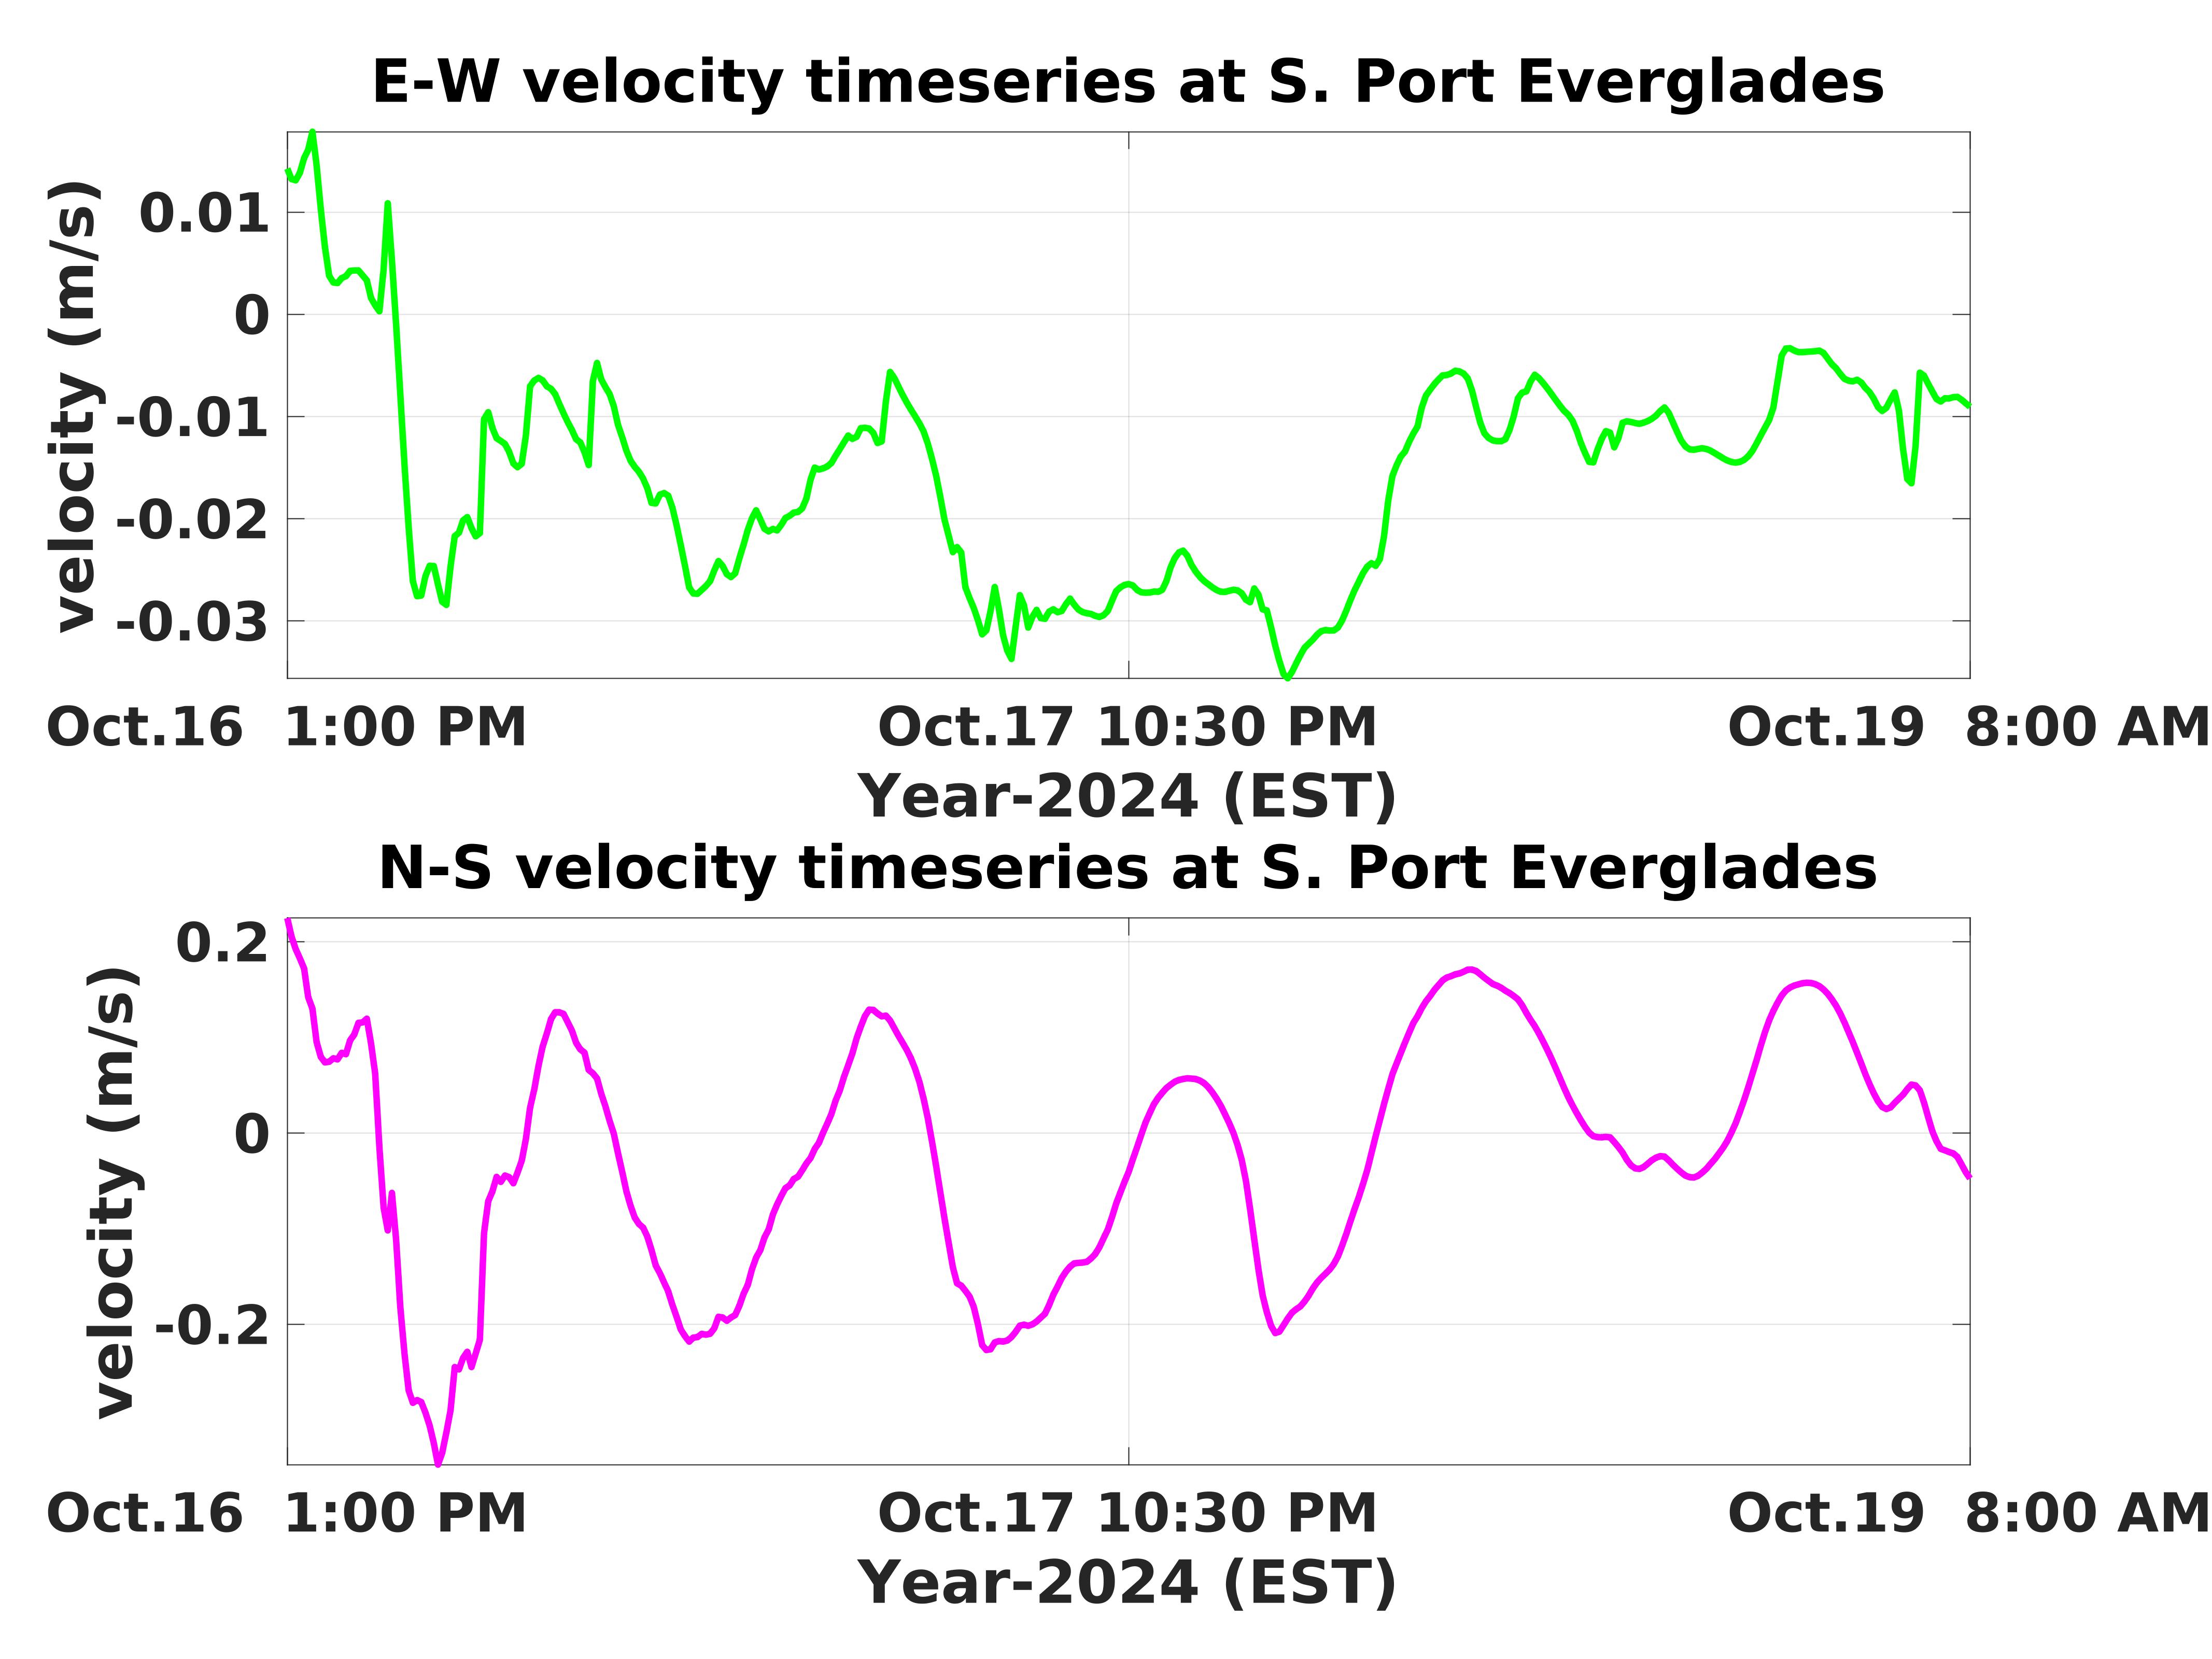 E-W velocity timeseries at S. Port Everglades
velocity (m/s)
0.01
0
-0.01
-0.02
-0.03
Oct.16  1:00 PM Oct.17 10:30 PM Oct.19  8:00 AM
Year-2024 (EST)
N-S velocity timeseries at S. Port Everglades
velocity (m/s)
0.2
0
-0.2
Oct.16  1:00 PM Oct.17 10:30 PM Oct.19  8:00 AM
Year-2024 (EST)